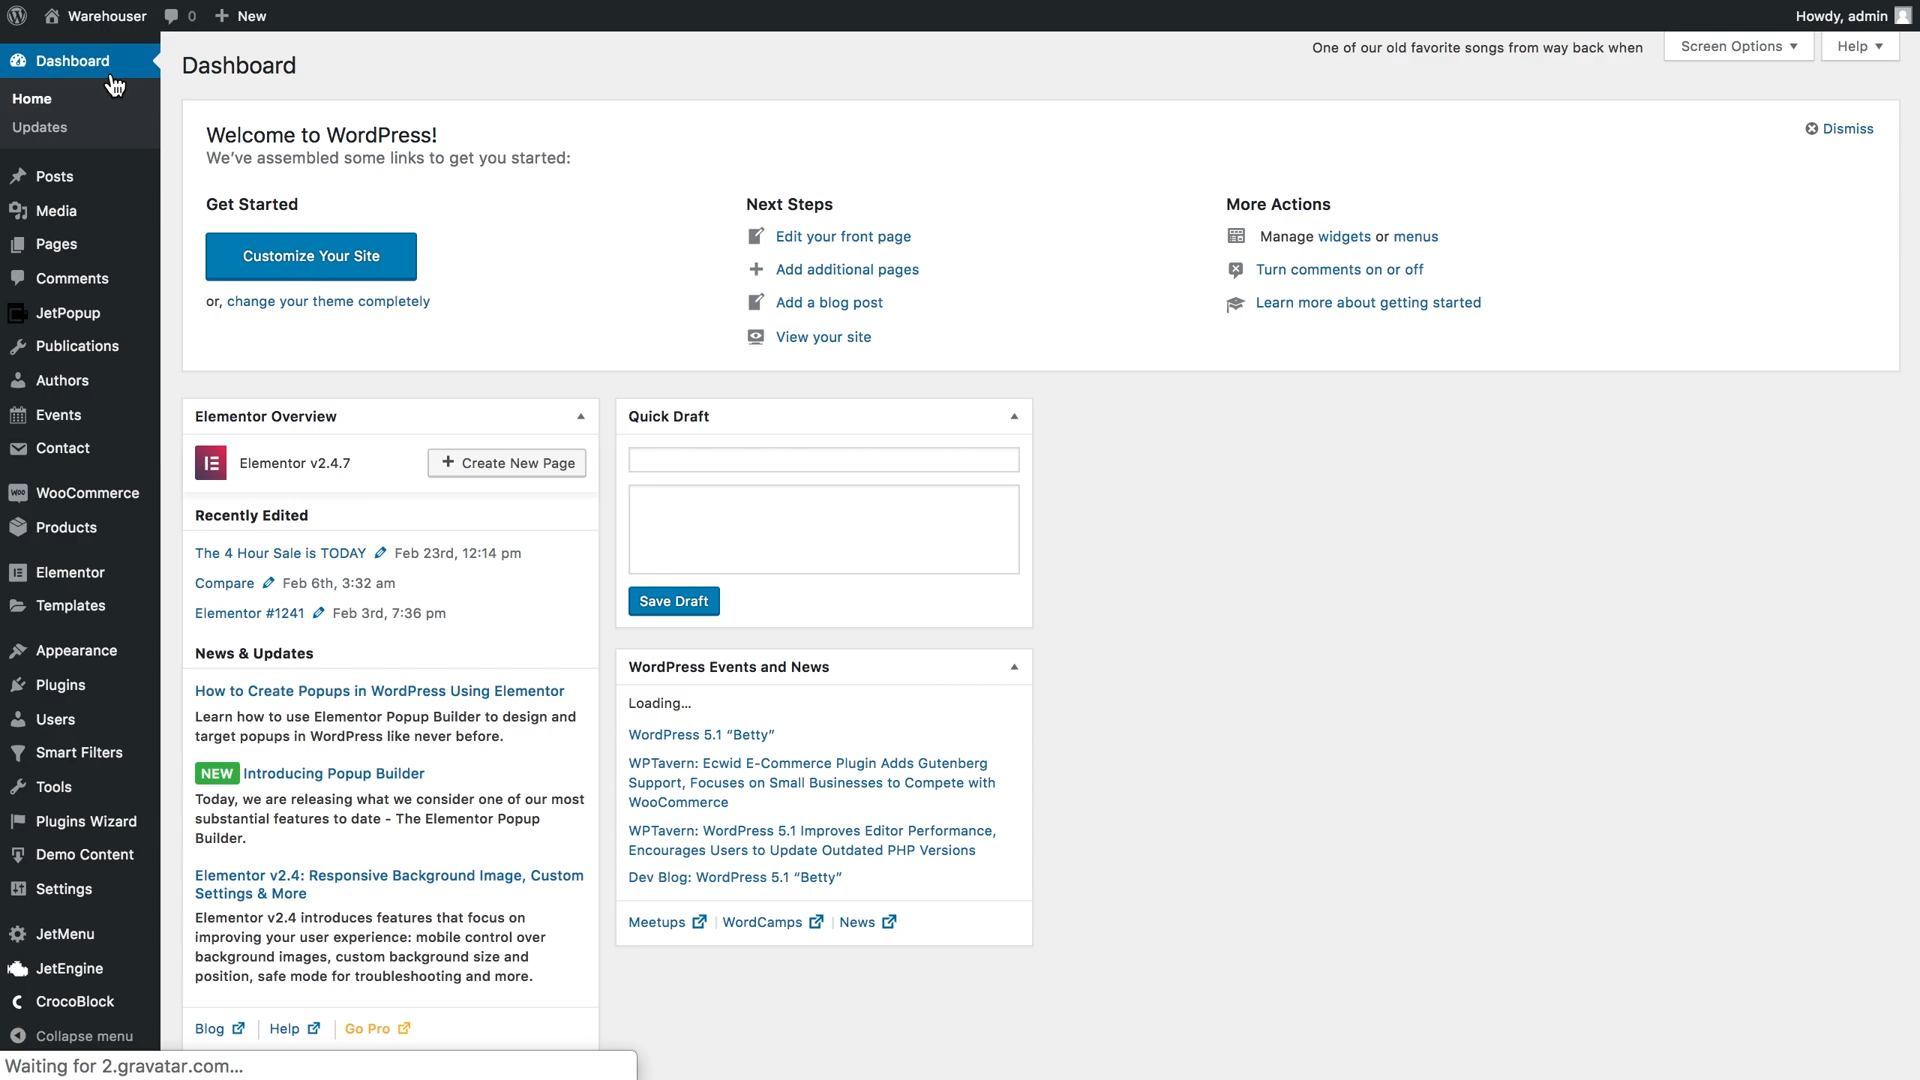 Warehouser 0 New Howdy, admin
Dashboard
Home
Updates
Posts
Media
Pages
Comments
JetPopup
Publications
Authors
Events
Contact
WooCommerce
Products
Elementor
Templates
Appearance
Plugins
Users
Smart Filters
Tools
Plugins Wizard
Demo Content
Settings
JetMenu
JetEngine
CrocoBlock
Collapse menu
One of our old favorite songs from way back when
Screen Options
Help
Dashboard
Welcome to WordPress!
We've assembled some links to get you started:
Dismiss
Get Started
Customize Your Site
or, change your theme completely
Next Steps
Edit your front page
Add additional pages
Add a blog post
View your site
More Actions
Manage widgets or menus
Turn comments on or off
Learn more about getting started
Elementor Overview
Elementor v2.4.7
Create New Page
Recently Edited
The 4 Hour Sale is TODAY Feb 23rd, 12:14 pm
Compare Feb 6th, 3:32 am
Elementor #1241 Feb 3rd, 7:36 pm
News & Updates
How to Create Popups in WordPress Using Elementor
Learn how to use Elementor Popup Builder to design and
target popups in WordPress like never before.
NEW Introducing Popup Builder
Today, we are releasing what we consider one of our most
substantial features to date - The Elementor Popup
Builder.
Elementor v2.4: Responsive Background Image, Custom
Settings & More
Elementor v2.4 introduces features that focus on
improving your user experience: mobile control over
background images, custom background size and
position, safe mode for troubleshooting and more.
Blog Help Go Pro
Quick Draft
Save Draft
WordPress Events and News
Loading...
WordPress 5.1 “Betty”
WPTavern: Ecwid E-Commerce Plugin Adds Gutenberg
Support, Focuses on Small Businesses to Compete with
WooCommerce
WPTavern: WordPress 5.1 Improves Editor Performance,
Encourages Users to Update Outdated PHP Versions
Dev Blog: WordPress 5.1 “Betty”
Meetups WordCamps News
Waiting for 2.gravatar.com...